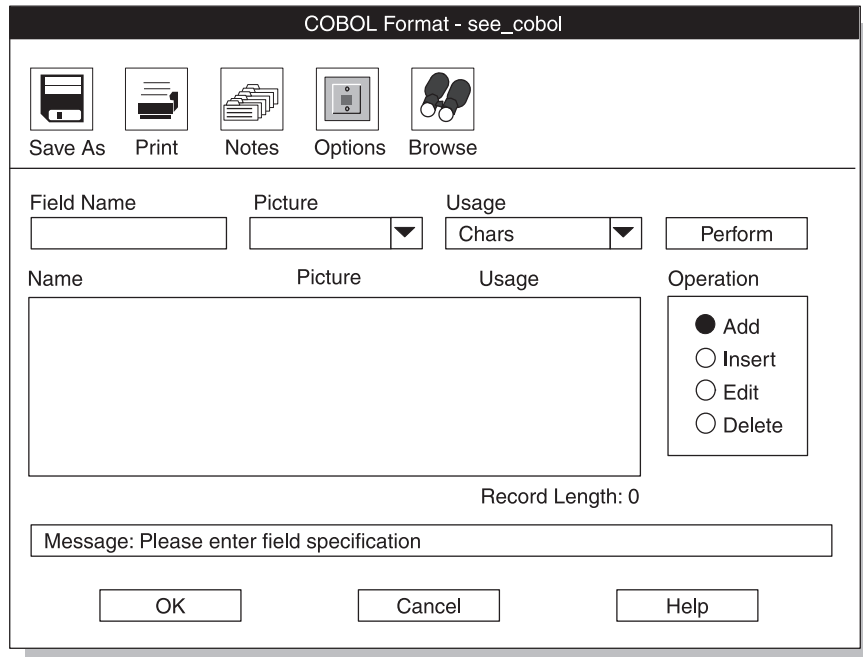 COBOL Format - see_cobol
Save As Print Notes Options Browse
Field Name Picture Usage
Chars Perform
Name Picture Usage Operation
Add
Insert
Edit
Delete
Record Length: 0
Message: Please enter field specification
OK Cancel Help